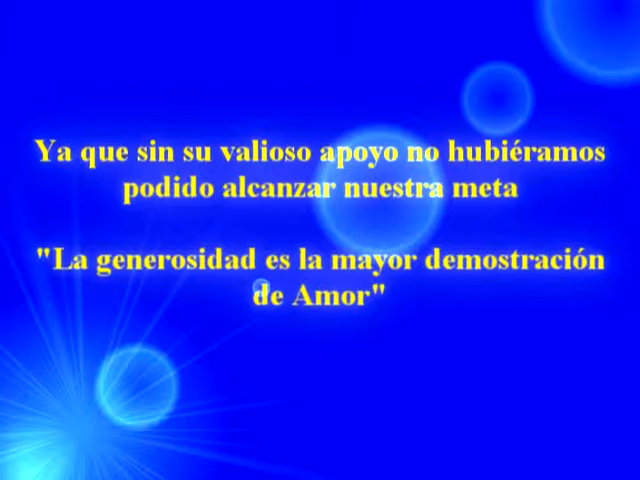 Ya que sin su valioso apoyo no hubiéramos
podido alcanzar nuestra meta
"La generosidad es la mayor demostración
de Amor"